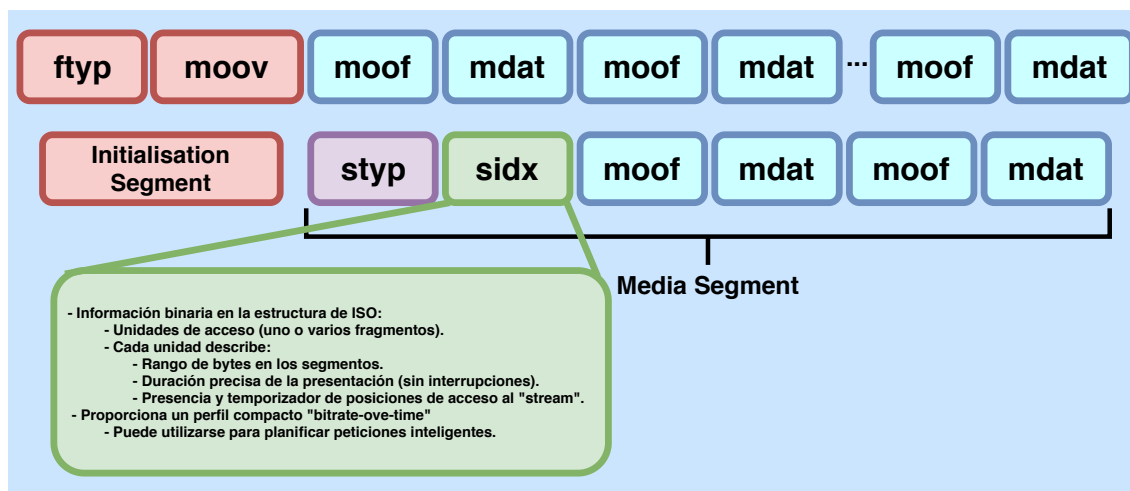 ftyp moov moof mdat moof mdat ... moof mdat
Initialisation
Segment
styp sidx moof mdat moof mdat
Media Segment
- Información binaria en la estructura de ISO:
- Unidades de acceso (uno o varios fragmentos).
- Cada unidad describe:
- Rango de bytes en los segmentos.
- Duración precisa de la presentación (sin interrupciones).
- Presencia y temporizador de posiciones de acceso al "stream".
- Proporciona un perfil compacto "bitrate-ove-time"
- Puede utilizarse para planificar peticiones inteligentes.